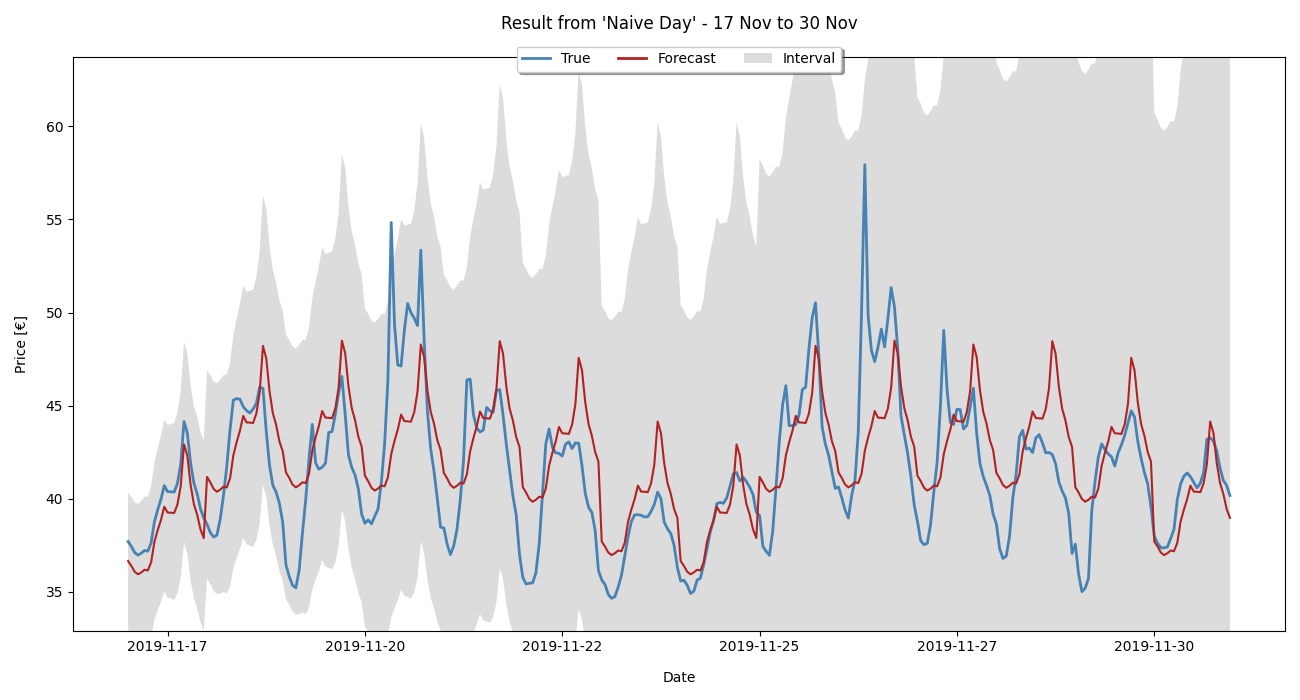 Result from 'Naive Day' - 17 Nov to 30 Nov
True Forecast Interval
60
55
50
45
40
35
Price [€]
2019-11-17 2019-11-20 2019-11-22 2019-11-25 2019-11-27 2019-11-30
Date